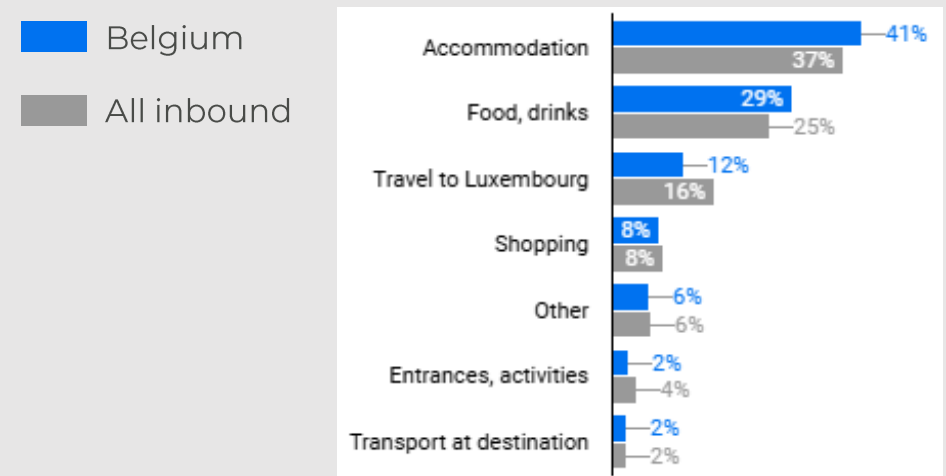 Belgium
All inbound
Accommodation
41%
37%
Food, drinks
29%
25%
Travel to Luxembourg
12%
16%
Shopping
8%
8%
Other
6%
6%
Entrances, activities
2%
4%
Transport at destination
2%
2%